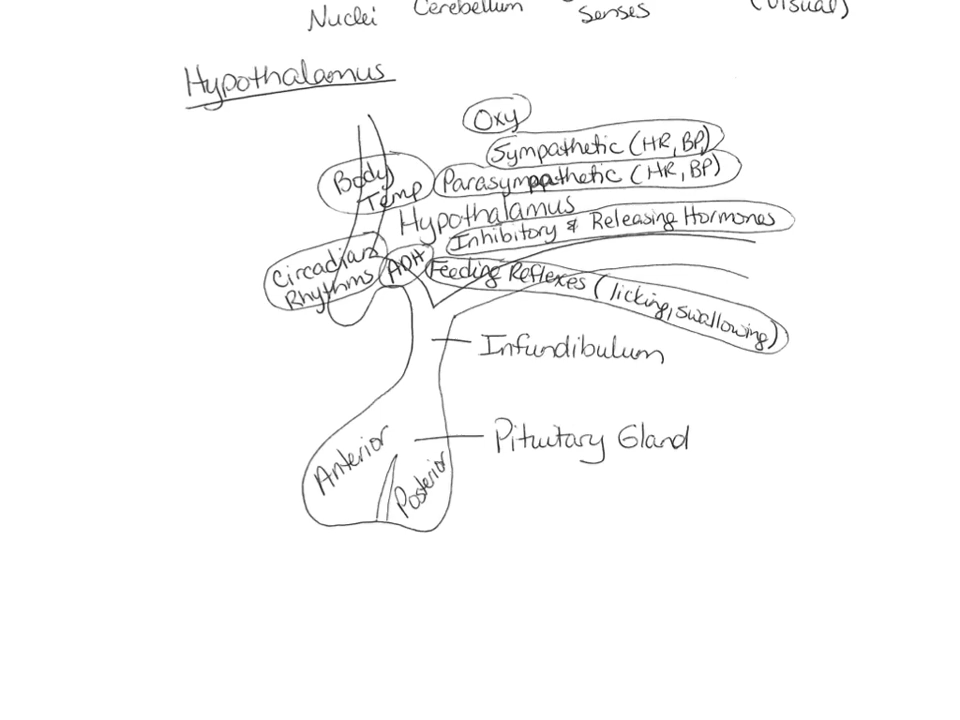 Nuclei Cerebellum Senses (Visual)
Hypothalamus
Oxy
Sympathetic (HR, BP)
Body
Temp
Parasympathetic (HR, BP)
Hypothalamus
Inhibitory & Releasing Hormones
Circadian
Rhythms
ADH
Feeding Reflexes (licking, swallowing)
Infundibulum
Pituitary Gland
Anterior
Posterior